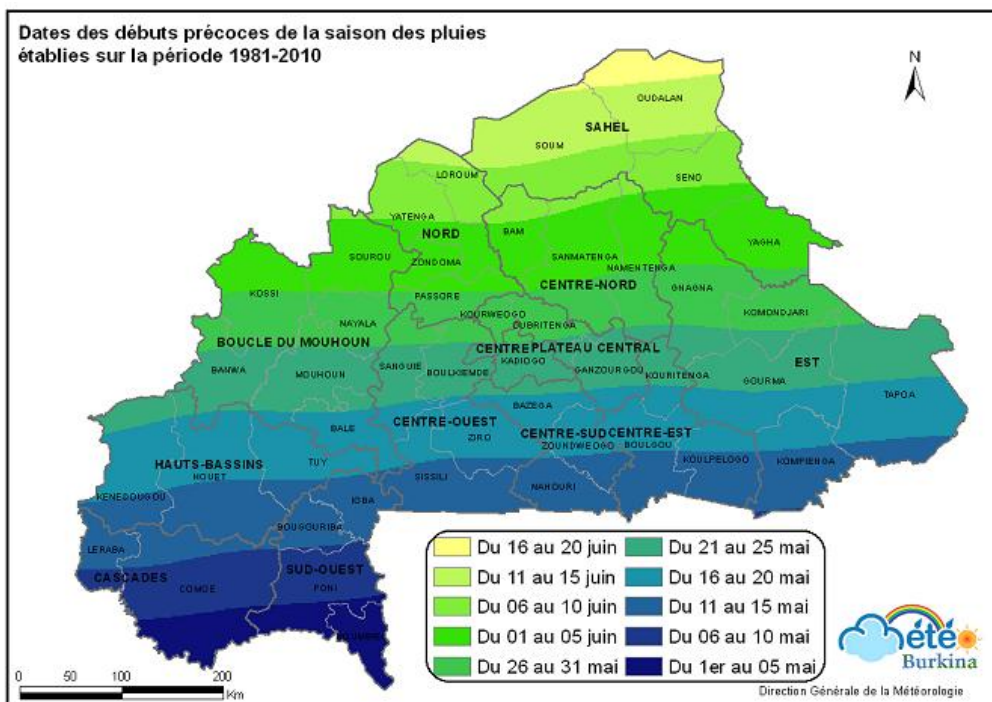 Dates des débuts précoces de la saison des pluies
établies sur la période 1981-2010
N
OUDALAN
SAHEL
SOUM
LOROUM
SENO
YATENGA
NORD
BAM
YAGHA
SOUROU
ZONDOMA
SANMATENGA
NAMENTENGA
CENTRE-NORD
GNAGNA
KOSSI
PASSORE
KOURWEOGO
KOMONDJARI
NAYALA
OUBRITENGA
BOUCLE DU MOUHOUN
CENTRE
PLATEAU CENTRAL
EST
BANWA
MOUHOUN
SANGUIE
BOULKIEMDE
KADIOGO
GANZOURGOU
KOURITENGA
GOURMA
TAPOA
BAZEGA
BALE
CENTRE-OUEST
ZIRO
CENTRE-SUD
CENTRE-EST
ZOUNDWEOGO
BOULGOU
HAUTS-BASSINS
TUY
HOUET
SISSILI
NAHOURI
KOULPELOGO
KOMPIENGA
KENEDOUGOU
IOBA
BOUGOURIBA
LERABA
CASCADES
COMOE
SUD-OUEST
PONI
Du 16 au 20 juin
Du 11 au 15 juin
Du 06 au 10 juin
Du 01 au 05 juin
Du 26 au 31 mai
Du 21 au 25 mai
Du 16 au 20 mai
Du 11 au 15 mai
Du 06 au 10 mai
Du 1er au 05 mai
0 50 100 200
Km
Météo
Burkina
Direction Générale de la Météorologie